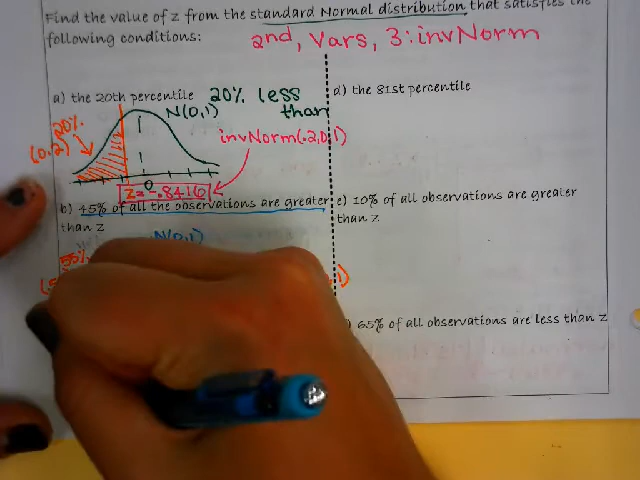 Find the value of z from the standard Normal distribution that satisfies the
following conditions:
2nd, Vars, 3:invNorm
a) the 20th percentile
20% less
than
N(0,1)
20%
(0.2)
invNorm(.2,0,1)
0
z=-.8416
b) 45% of all the observations are greater
than z
N(0,1)
55%
d) the 81st percentile
e) 10% of all observations are greater
than z
65% of all observations are less than z